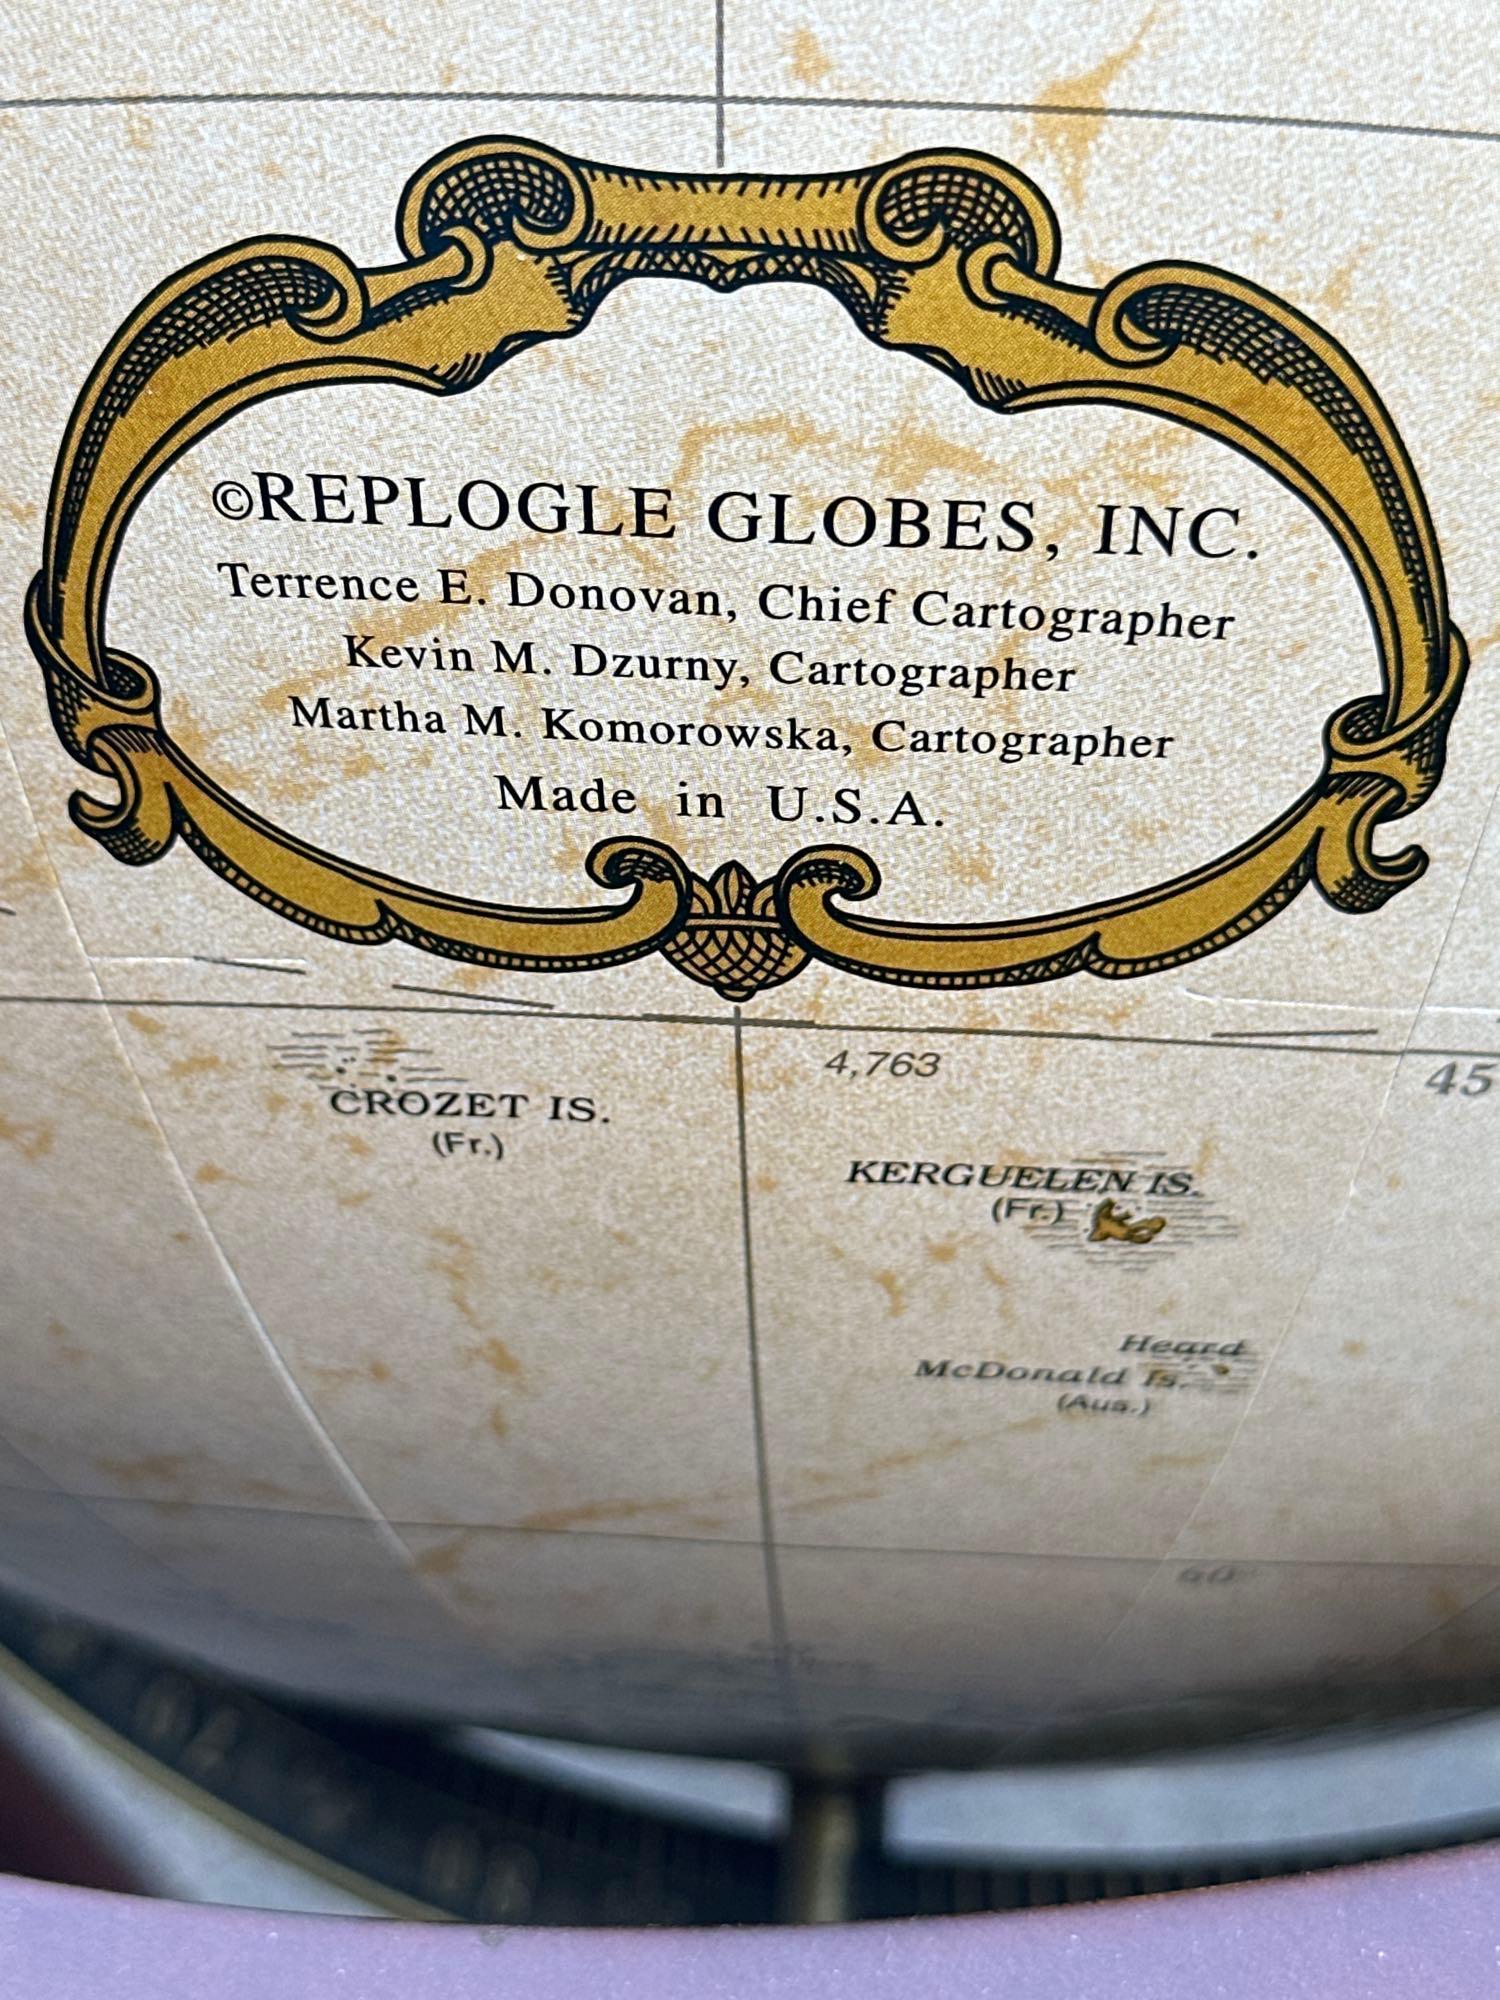 ©REPLOGLE GLOBES, INC.
Terrence E. Donovan, Chief Cartographer
Kevin M. Dzurny, Cartographer
Martha M. Komorowska, Cartographer
Made in U.S.A.
4,763
45
CROZET IS.
(Fr.)
KERGUELEN IS.
(Fr.)
Heard
McDonald Is.
(Aus.)
60